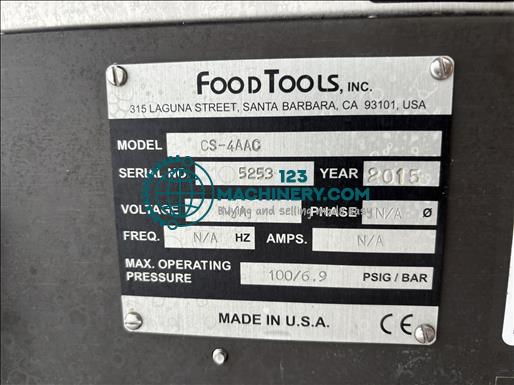 FOODTOOLS, INC.
315 LAGUNA STREET, SANTA BARBARA, CA 93101, USA
MODEL CS-4AAC
SERIAL NO. 5253 YEAR 2015
123
MACHINERY.COM
Buying and selling made easy
VOLTAGE PHASE N/A Ø
FREQ. N/A HZ AMPS. N/A
MAX. OPERATING
PRESSURE 100/6.9 PSIG / BAR
MADE IN U.S.A. CE